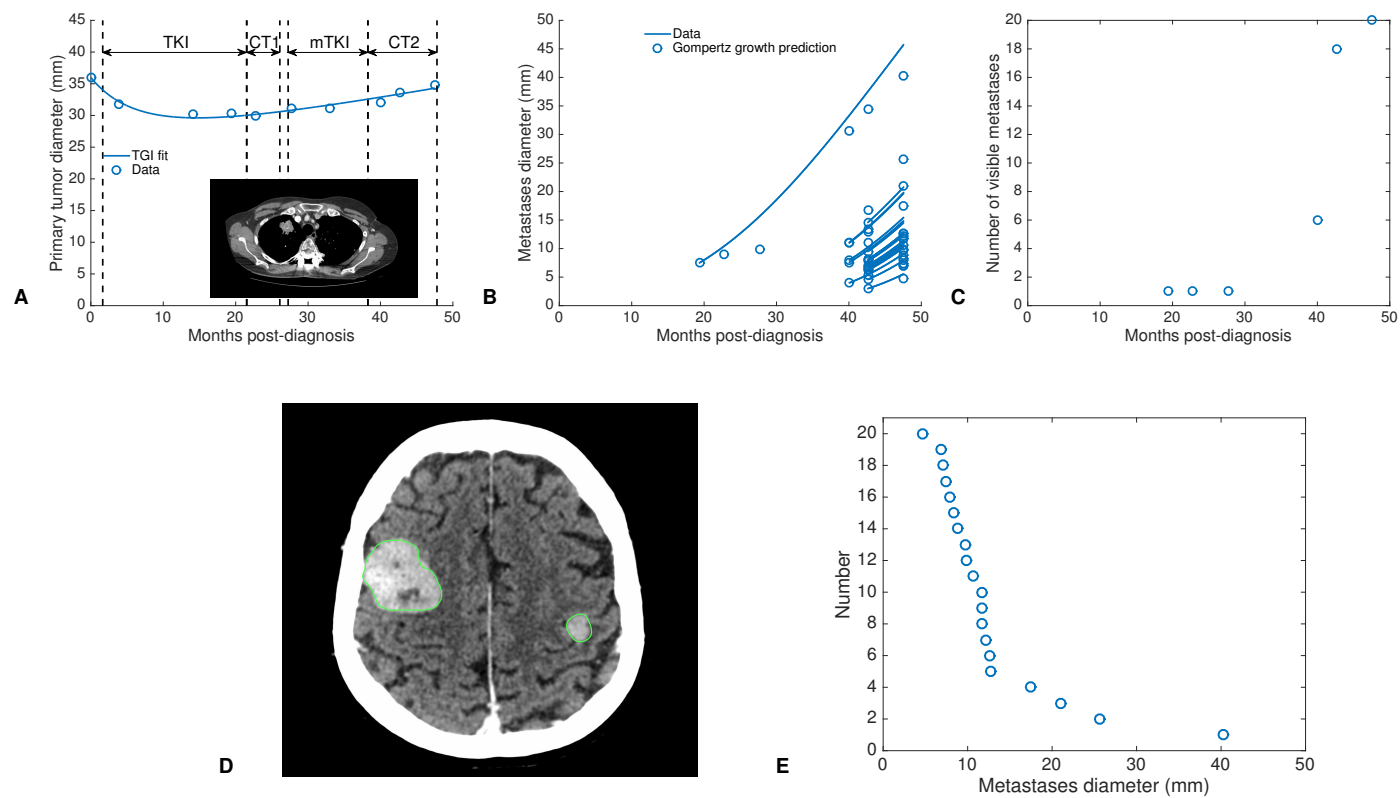 45
40
35
30
25
20
15
10
5
0
0 10 20 30 40 50
Primary tumor diameter (mm)
Months post-diagnosis
TKI CT1 mTKI CT2
TGI fit
Data
A
50
45
40
35
30
25
20
15
10
5
0
0 10 20 30 40 50
Metastases diameter (mm)
Months post-diagnosis
Data
Gompertz growth prediction
B
20
18
16
14
12
10
8
6
4
2
0
0 10 20 30 40 50
Number of visible metastases
Months post-diagnosis
C
D
20
18
16
14
12
10
8
6
4
2
0
0 10 20 30 40 50
Number
Metastases diameter (mm)
E